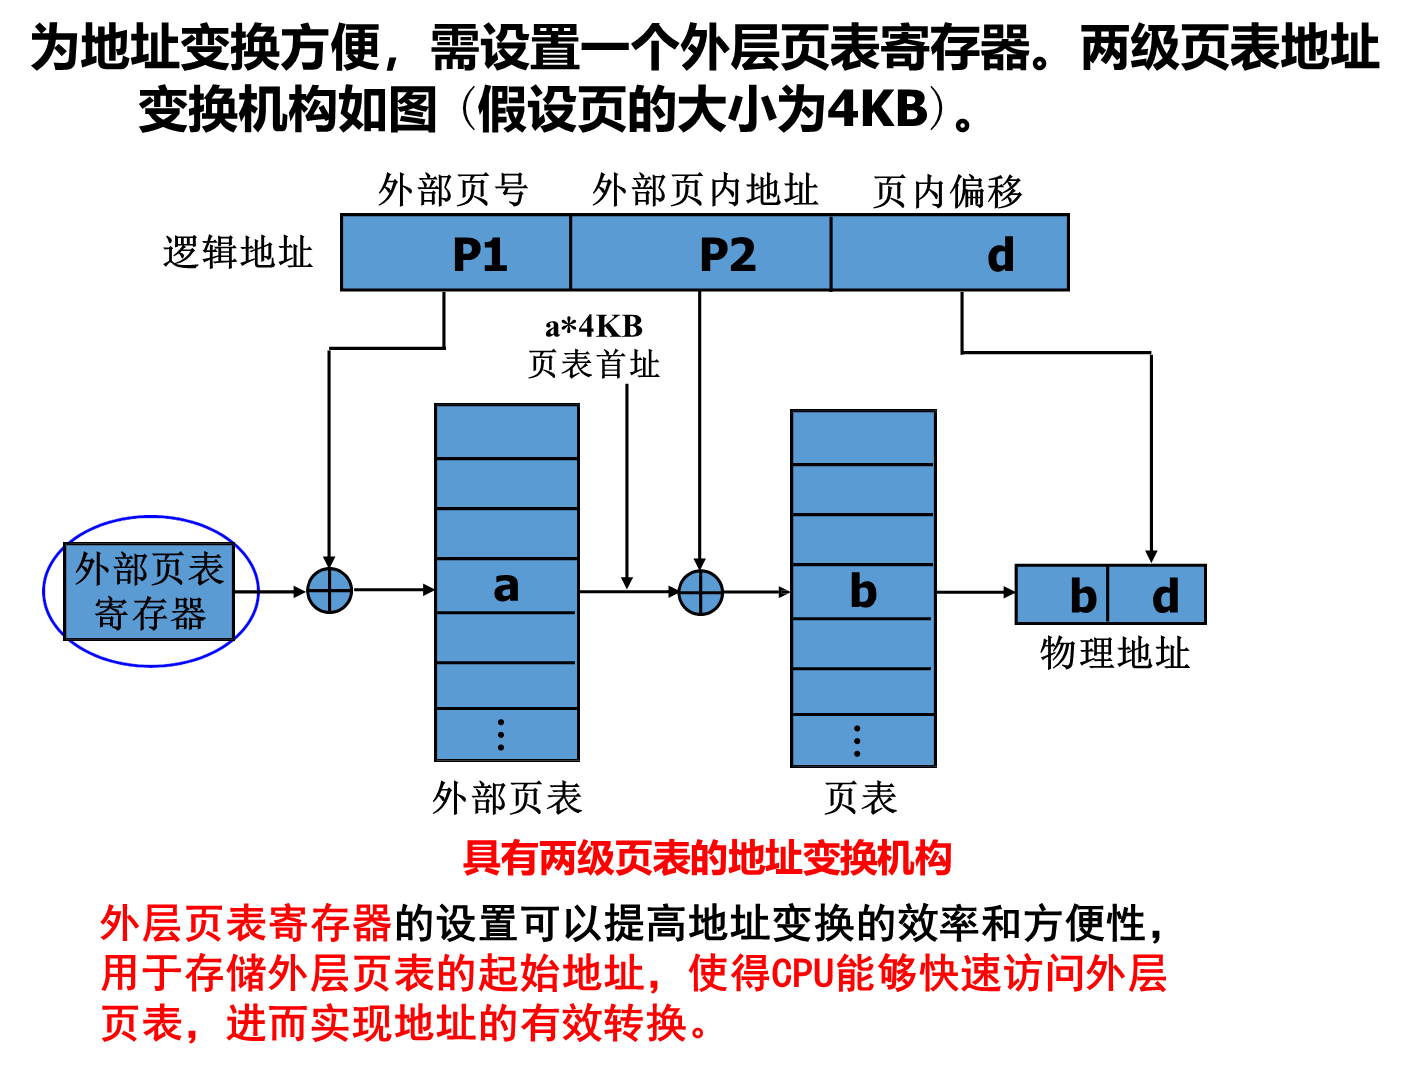 为地址变换方便，需设置一个外层页表寄存器。两级页表地址
变换机构如图（假设页的大小为4KB）。
外部页号
外部页内地址
页内偏移
逻辑地址
P1
P2
d
a*4KB
页表首址
外部页表
寄存器
a
b
b
d
物理地址
外部页表
页表
具有两级页表的地址变换机构
外层页表寄存器的设置可以提高地址变换的效率和方便性，
用于存储外层页表的起始地址，使得CPU能够快速访问外层
页表，进而实现地址的有效转换。